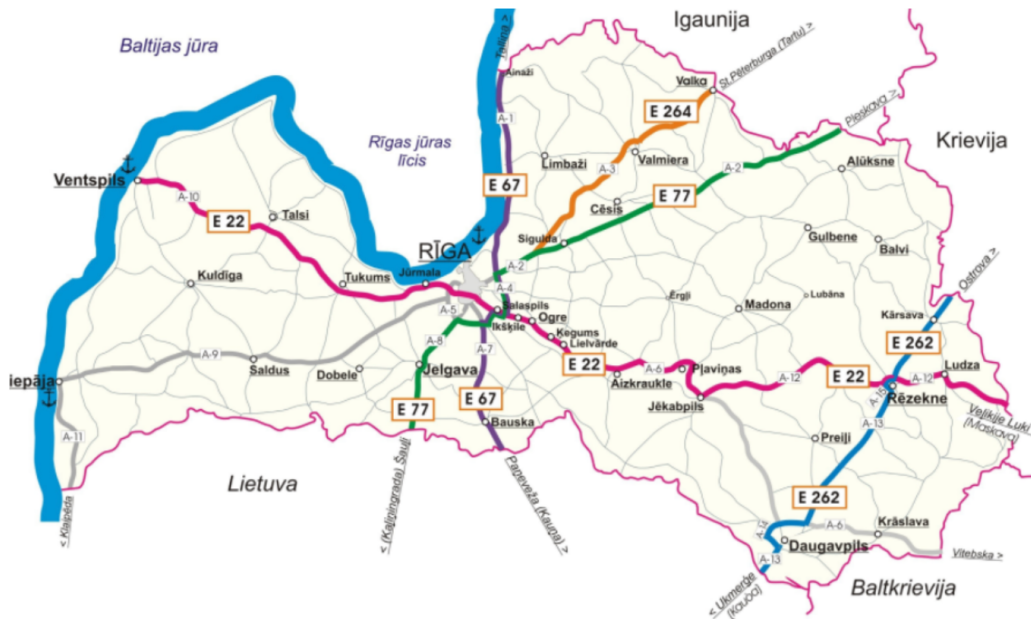 Igaunija
Baltijas jūra
Tallina >
Ainaži
Valka
St.Pēterburga (Tartu) >
A-1
E 264
Pleskava >
Rīgas jūras
līcis
Krievija
Limbaži
Valmiera
A-3
A-2
Alūksne
Ventspils
A-10
E 67
E 77
Cēsis
E 22
Talsi
Sigulda
Gulbene
Balvi
RĪGA
A-2
Ostrova >
Kuldīga
Tukums
Jūrmala
A-4
Ērgļi
Madona
Lubāna
A-5
Salaspils
Ikšķile
Ogre
Kārsava
A-8
A-7
Ķegums
Lielvārde
E 262
A-9
Saldus
Dobele
Jelgava
E 22
A-6
Pļaviņas
A-12
E 22
A-12
Ludza
iepāja
Aizkraukle
A-15
Rēzekne
E 77
E 67
Jēkabpils
Veļikije Luki
(Maskava)
A-11
Bauska
A-13
Preiļi
Lietuva
< (Kaļiņingrada) Šauļi
Paņeveža (Kauņa) >
E 262
< Klaipēda
A-14
A-6
Krāslava
Daugavpils
Vitebska >
A-13
< Ukmerģe
(Kauņa)
Baltkrievija